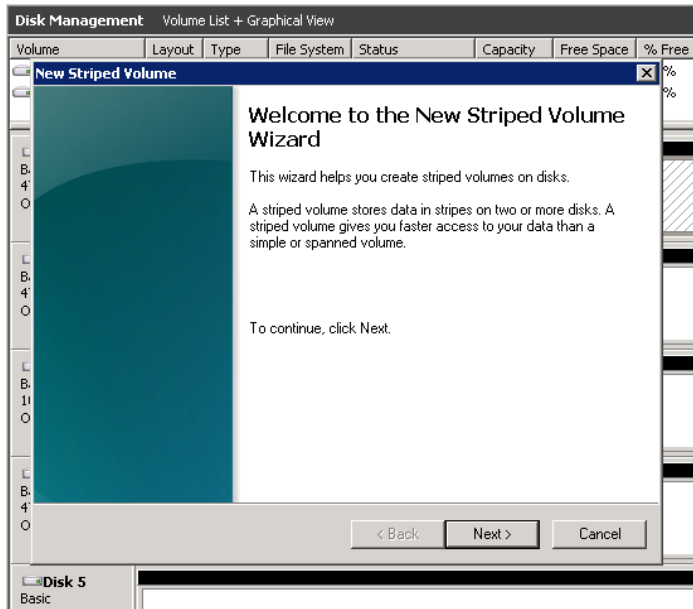 Disk Management Volume List + Graphical View
Volume Layout Type File System Status Capacity Free Space % Free
New Striped Volume
%
%
Welcome to the New Striped Volume
Wizard
This wizard helps you create striped volumes on disks.
A striped volume stores data in stripes on two or more disks. A
striped volume gives you faster access to your data than a
simple or spanned volume.
To continue, click Next.
< Back Next > Cancel
Disk 5
Basic